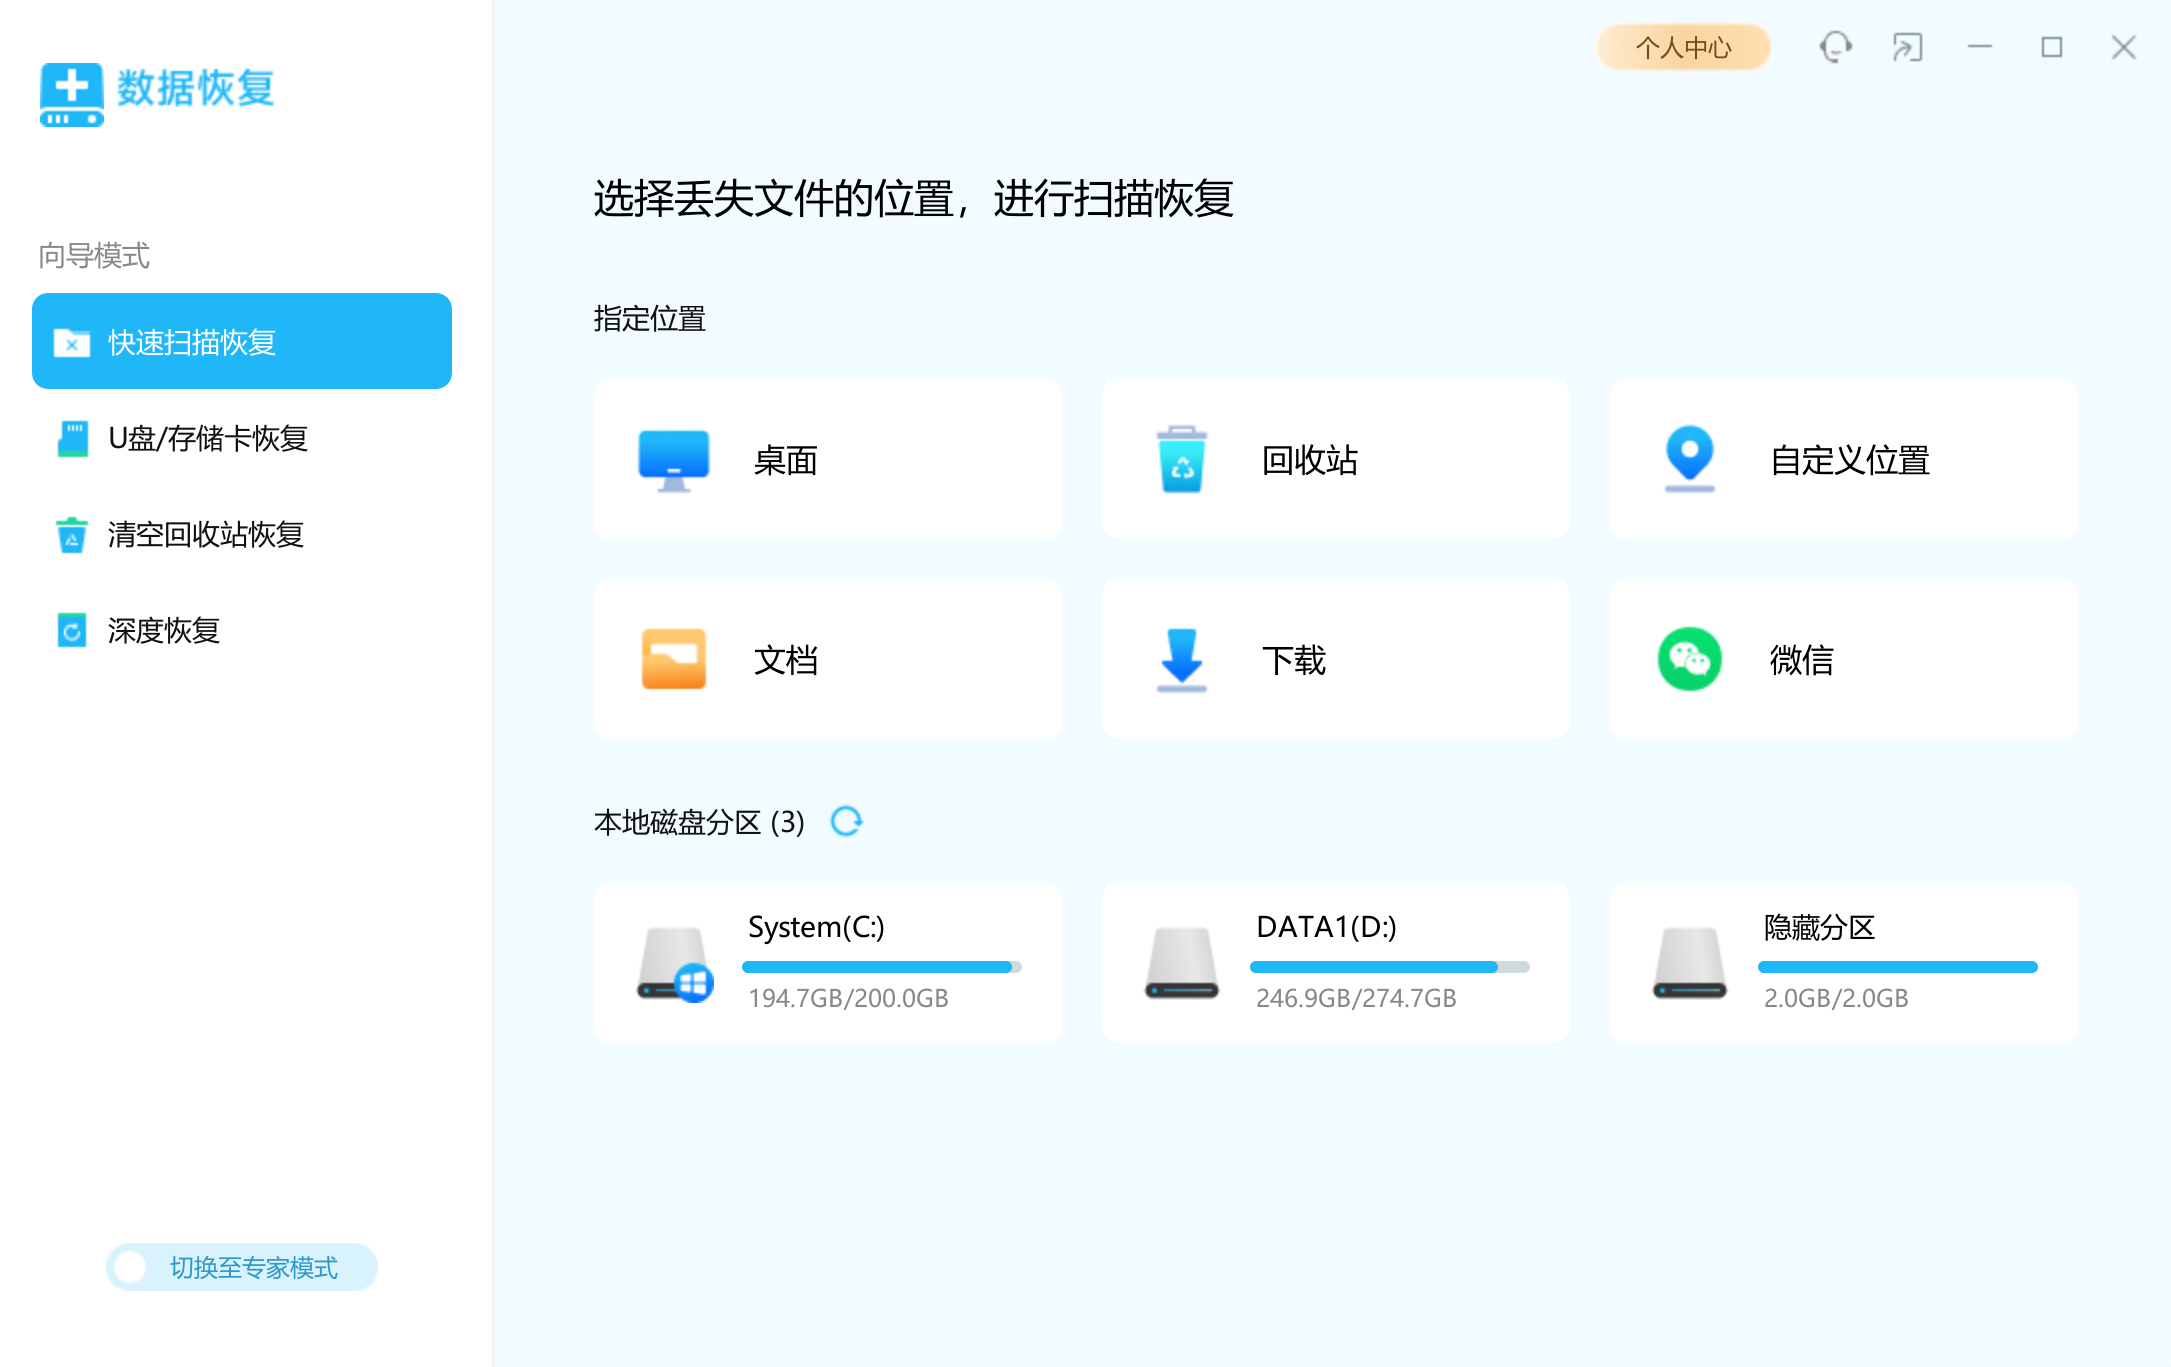 个人中心
数据恢复
选择丢失文件的位置，进行扫描恢复
向导模式
快速扫描恢复
U盘/存储卡恢复
清空回收站恢复
深度恢复
指定位置
桌面
回收站
自定义位置
文档
下载
微信
本地磁盘分区 (3)
System(C:)
194.7GB/200.0GB
DATA1(D:)
246.9GB/274.7GB
隐藏分区
2.0GB/2.0GB
切换至专家模式